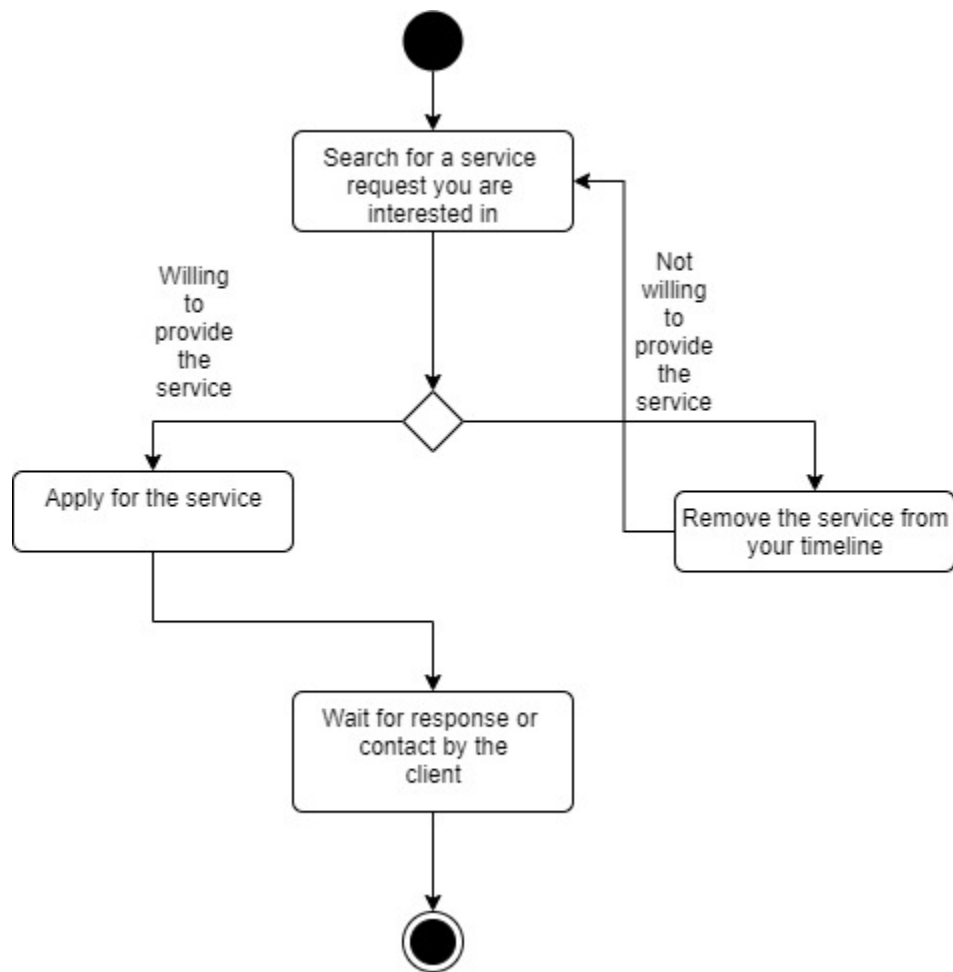 Search for a service
request you are
interested in
Willing
to
provide
the
service
Not
willing
to
provide
the
service
Apply for the service
Remove the service from
your timeline
Wait for response or
contact by the
client